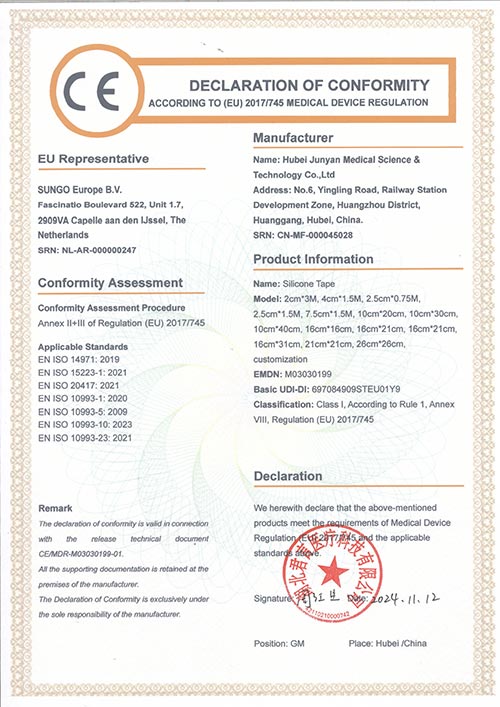 CE
DECLARATION OF CONFORMITY
ACCORDING TO (EU) 2017/745 MEDICAL DEVICE REGULATION
EU Representative
SUNGO Europe B.V.
Fascinatio Boulevard 522, Unit 1.7,
2909VA Capelle aan den IJssel, The
Netherlands
SRN: NL-AR-000000247
Conformity Assessment
Conformity Assessment Procedure
Annex II+III of Regulation (EU) 2017/745
Applicable Standards
EN ISO 14971: 2019
EN ISO 15223-1: 2021
EN ISO 20417: 2021
EN ISO 10993-1: 2020
EN ISO 10993-5: 2009
EN ISO 10993-10: 2023
EN ISO 10993-23: 2021
Remark
The declaration of conformity is valid in connection
with the release technical document
CE/MDR-M03030199-01.
All the supporting documentation is retained at the
premises of the manufacturer.
The Declaration of Conformity is exclusively under
the sole responsibility of the manufacturer.
Manufacturer
Name: Hubei Junyan Medical Science &
Technology Co.,Ltd
Address: No.6, Yingling Road, Railway Station
Development Zone, Huangzhou District,
Huanggang, Hubei, China.
SRN: CN-MF-000045028
Product Information
Name: Silicone Tape
Model: 2cm*3M, 4cm*1.5M, 2.5cm*0.75M,
2.5cm*1.5M, 7.5cm*1.5M, 10cm*20cm, 10cm*30cm,
10cm*40cm, 16cm*16cm, 16cm*21cm, 16cm*21cm,
16cm*31cm, 21cm*21cm, 26cm*26cm,
customization
EMDN: M03030199
Basic UDI-DI: 697084909STEU01Y9
Classification: Class I, According to Rule 1, Annex
VIII, Regulation (EU) 2017/745
Declaration
We herewith declare that the above-mentioned
products meet the requirements of Medical Device
Regulation (EU) 2017/745 and the applicable
standards above.
湖北君言医疗科技有限公司
Signature: Date: 2024.11.12
Position: GM Place: Hubei /China